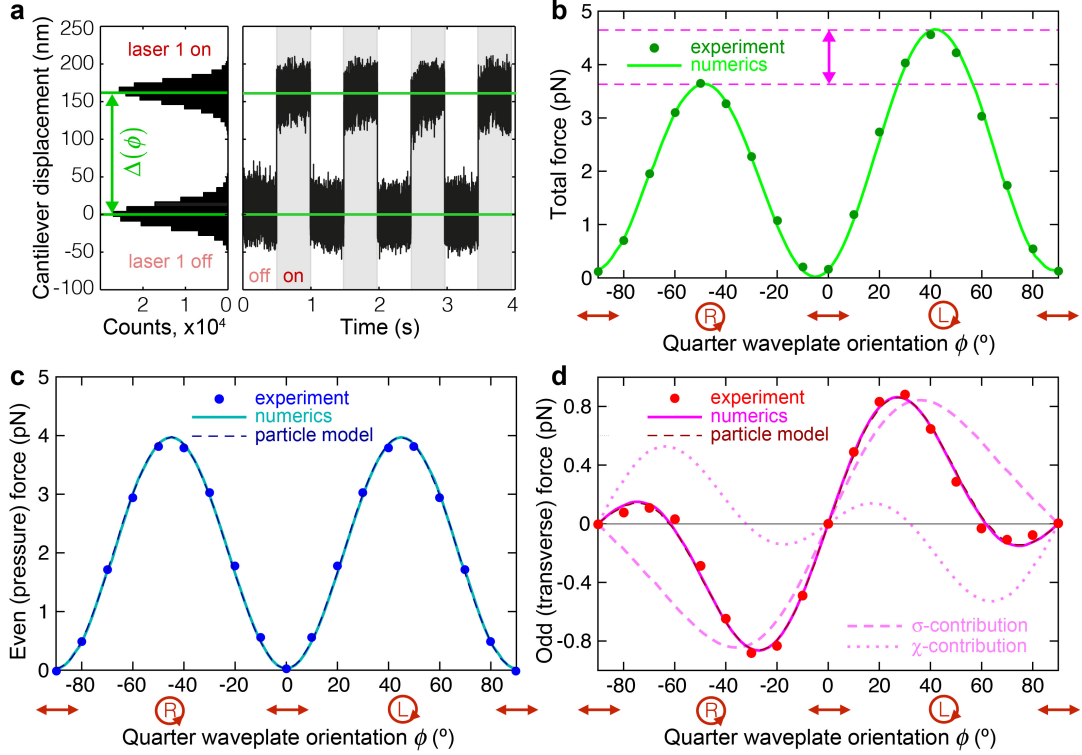 a
Cantilever displacement (nm)
250
200
150
100
50
0
-50
-100
laser 1 on
Δ(ϕ)
laser 1 off
2 0
Counts, x10⁴
off on
0 1 2 3 4
Time (s)
b
Total force (pN)
5
4
3
2
1
0
experiment
numerics
-80 -60 -40 -20 0 20 40 60 80
R L
Quarter waveplate orientation ϕ (º)
c
Even (pressure) force (pN)
5
4
3
2
1
0
experiment
numerics
particle model
-80 -60 -40 -20 0 20 40 60 80
R L
Quarter waveplate orientation ϕ (º)
d
Odd (transverse) force (pN)
0.8
0.4
0
-0.4
-0.8
experiment
numerics
particle model
σ-contribution
χ-contribution
-80 -60 -40 -20 0 20 40 60 80
R L
Quarter waveplate orientation ϕ (º)